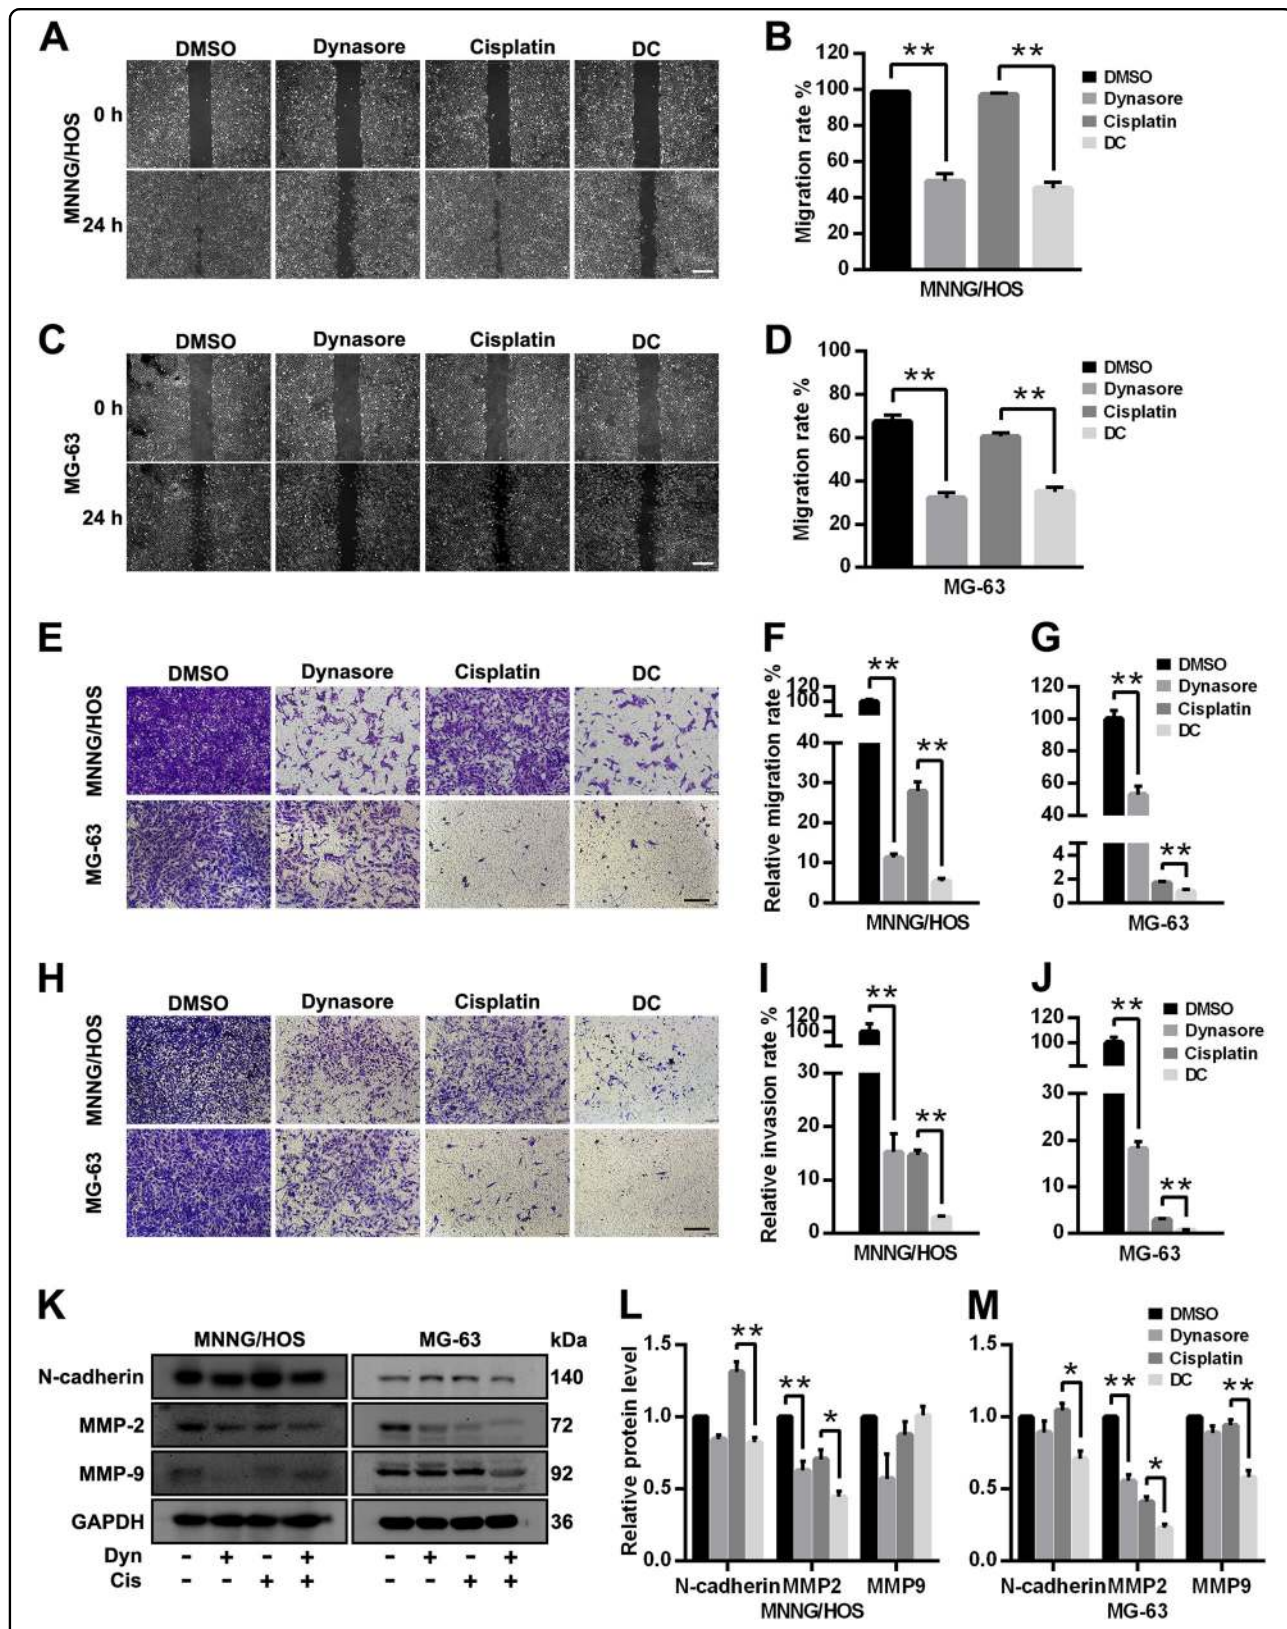 A
DMSO Dynasore Cisplatin DC
MNNG/HOS
0 h
24 h
B
Migration rate %
120
100
80
60
40
20
0
** **
MNNG/HOS
DMSO
Dynasore
Cisplatin
DC
C
DMSO Dynasore Cisplatin DC
MG-63
0 h
24 h
D
Migration rate %
100
80
60
40
20
0
** **
MG-63
DMSO
Dynasore
Cisplatin
DC
E
DMSO Dynasore Cisplatin DC
MNNG/HOS
MG-63
F
Relative migration rate %
120
100
40
30
20
10
0
**
**
MNNG/HOS
G
120
100
80
60
40
4
2
0
**
**
MG-63
DMSO
Dynasore
Cisplatin
DC
H
DMSO Dynasore Cisplatin DC
MNNG/HOS
MG-63
I
Relative invasion rate %
120
100
30
20
10
0
**
**
MNNG/HOS
J
120
100
30
20
10
0
**
**
MG-63
DMSO
Dynasore
Cisplatin
DC
K
MNNG/HOS MG-63 kDa
N-cadherin 140
MMP-2 72
MMP-9 92
GAPDH 36
Dyn - + - + - + - +
Cis - - + + - - + +
L
Relative protein level
1.5
1.0
0.5
0.0
** ** *
N-cadherin MMP2 MMP9
MNNG/HOS
M
1.5
1.0
0.5
0.0
* ** * **
N-cadherin MMP2 MMP9
MG-63
DMSO
Dynasore
Cisplatin
DC